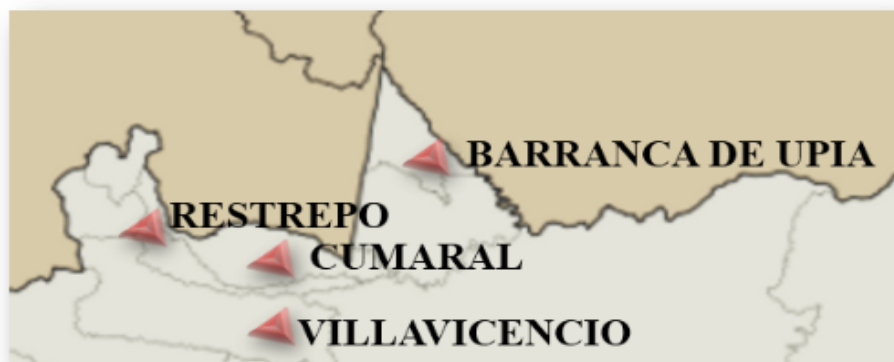 BARRANCA DE UPIA
RESTREPO
CUMARAL
VILLAVICENCIO